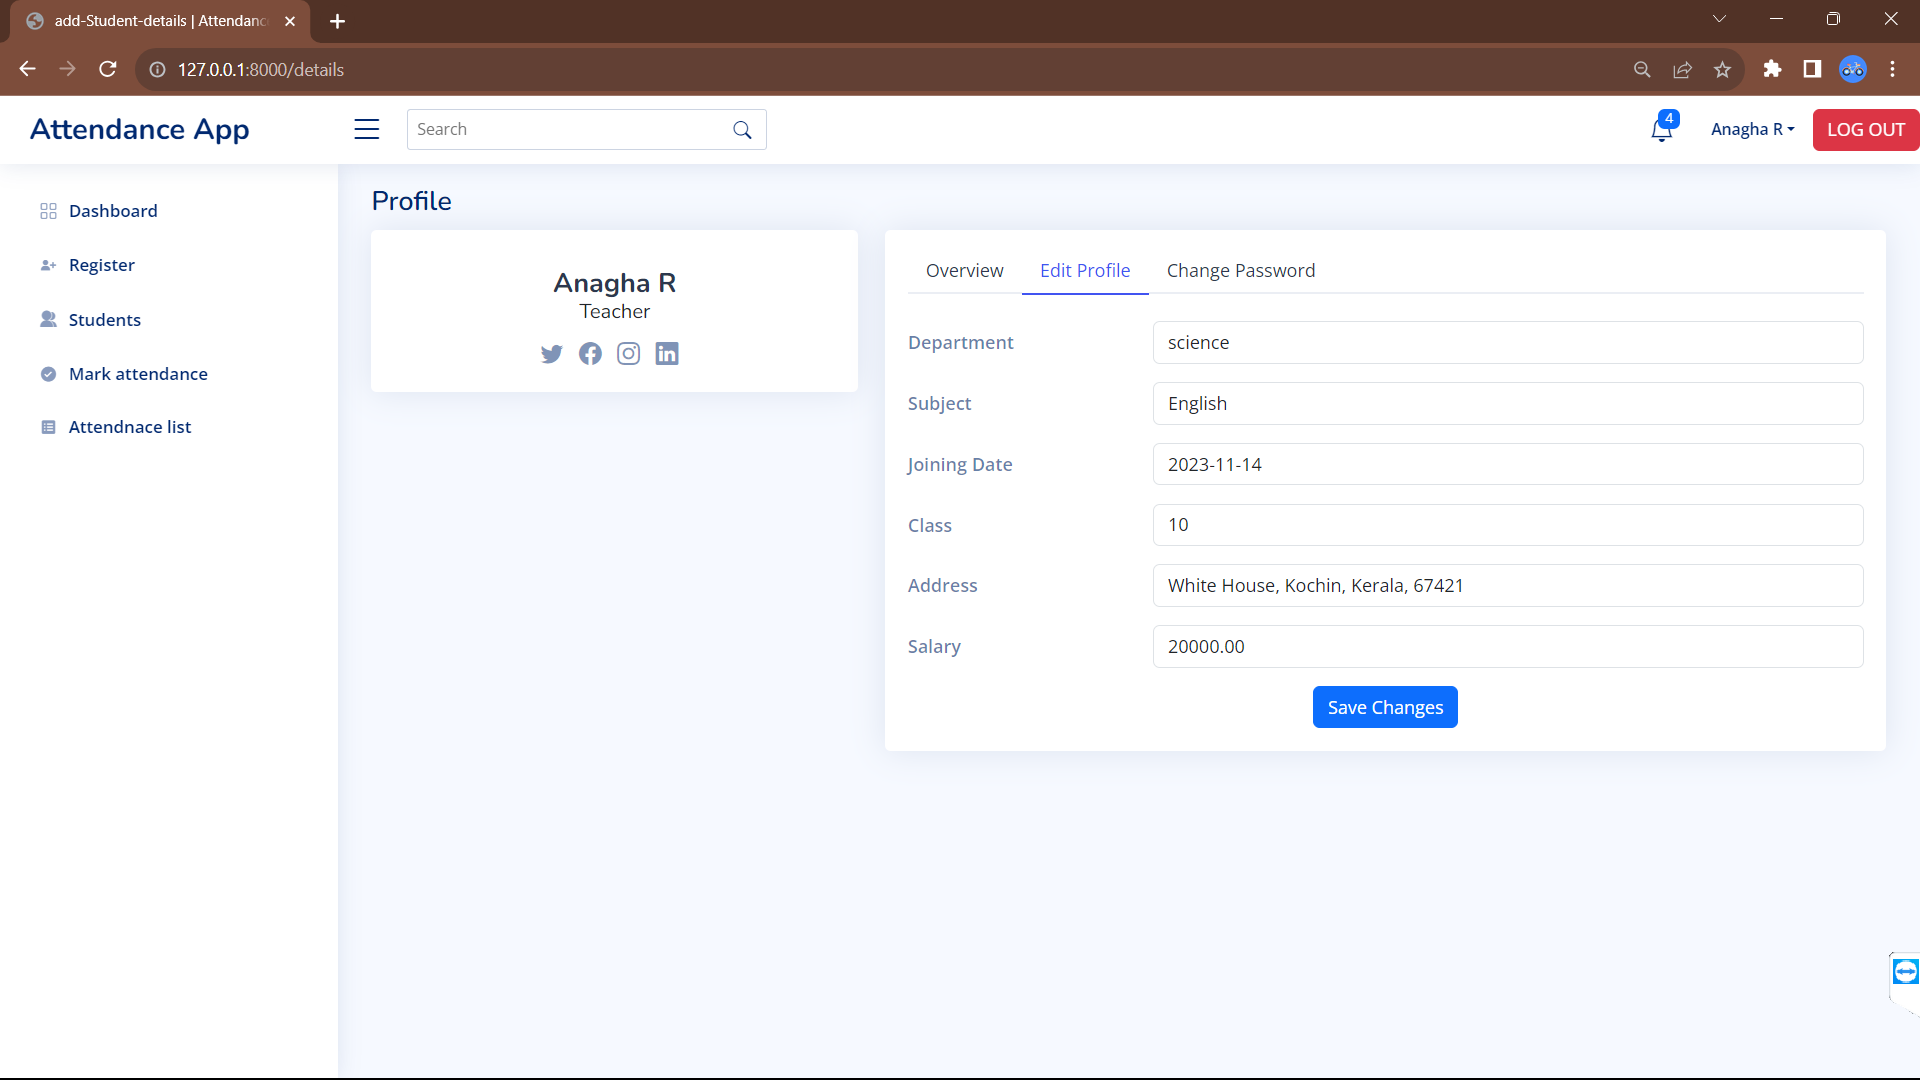 add-Student-details | Attendanc
127.0.0.1:8000/details
Attendance App
Search
4
Anagha R
LOG OUT
Dashboard
Register
Students
Mark attendance
Attendnace list
Profile
Anagha R
Teacher
Overview
Edit Profile
Change Password
Department
science
Subject
English
Joining Date
2023-11-14
Class
10
Address
White House, Kochin, Kerala, 67421
Salary
20000.00
Save Changes